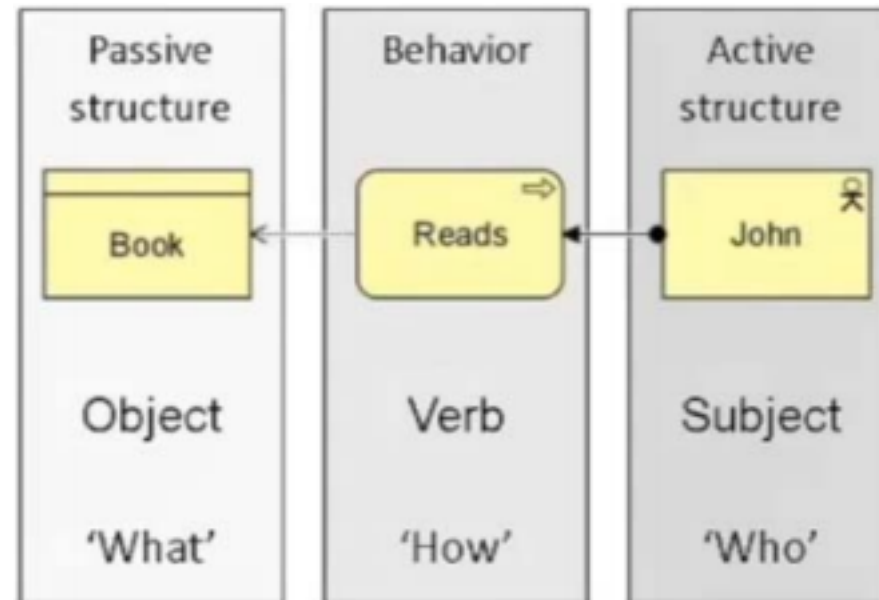 Passive
structure
Book
Object
‘What’
Behavior
Reads
Verb
‘How’
Active
structure
John
Subject
‘Who’